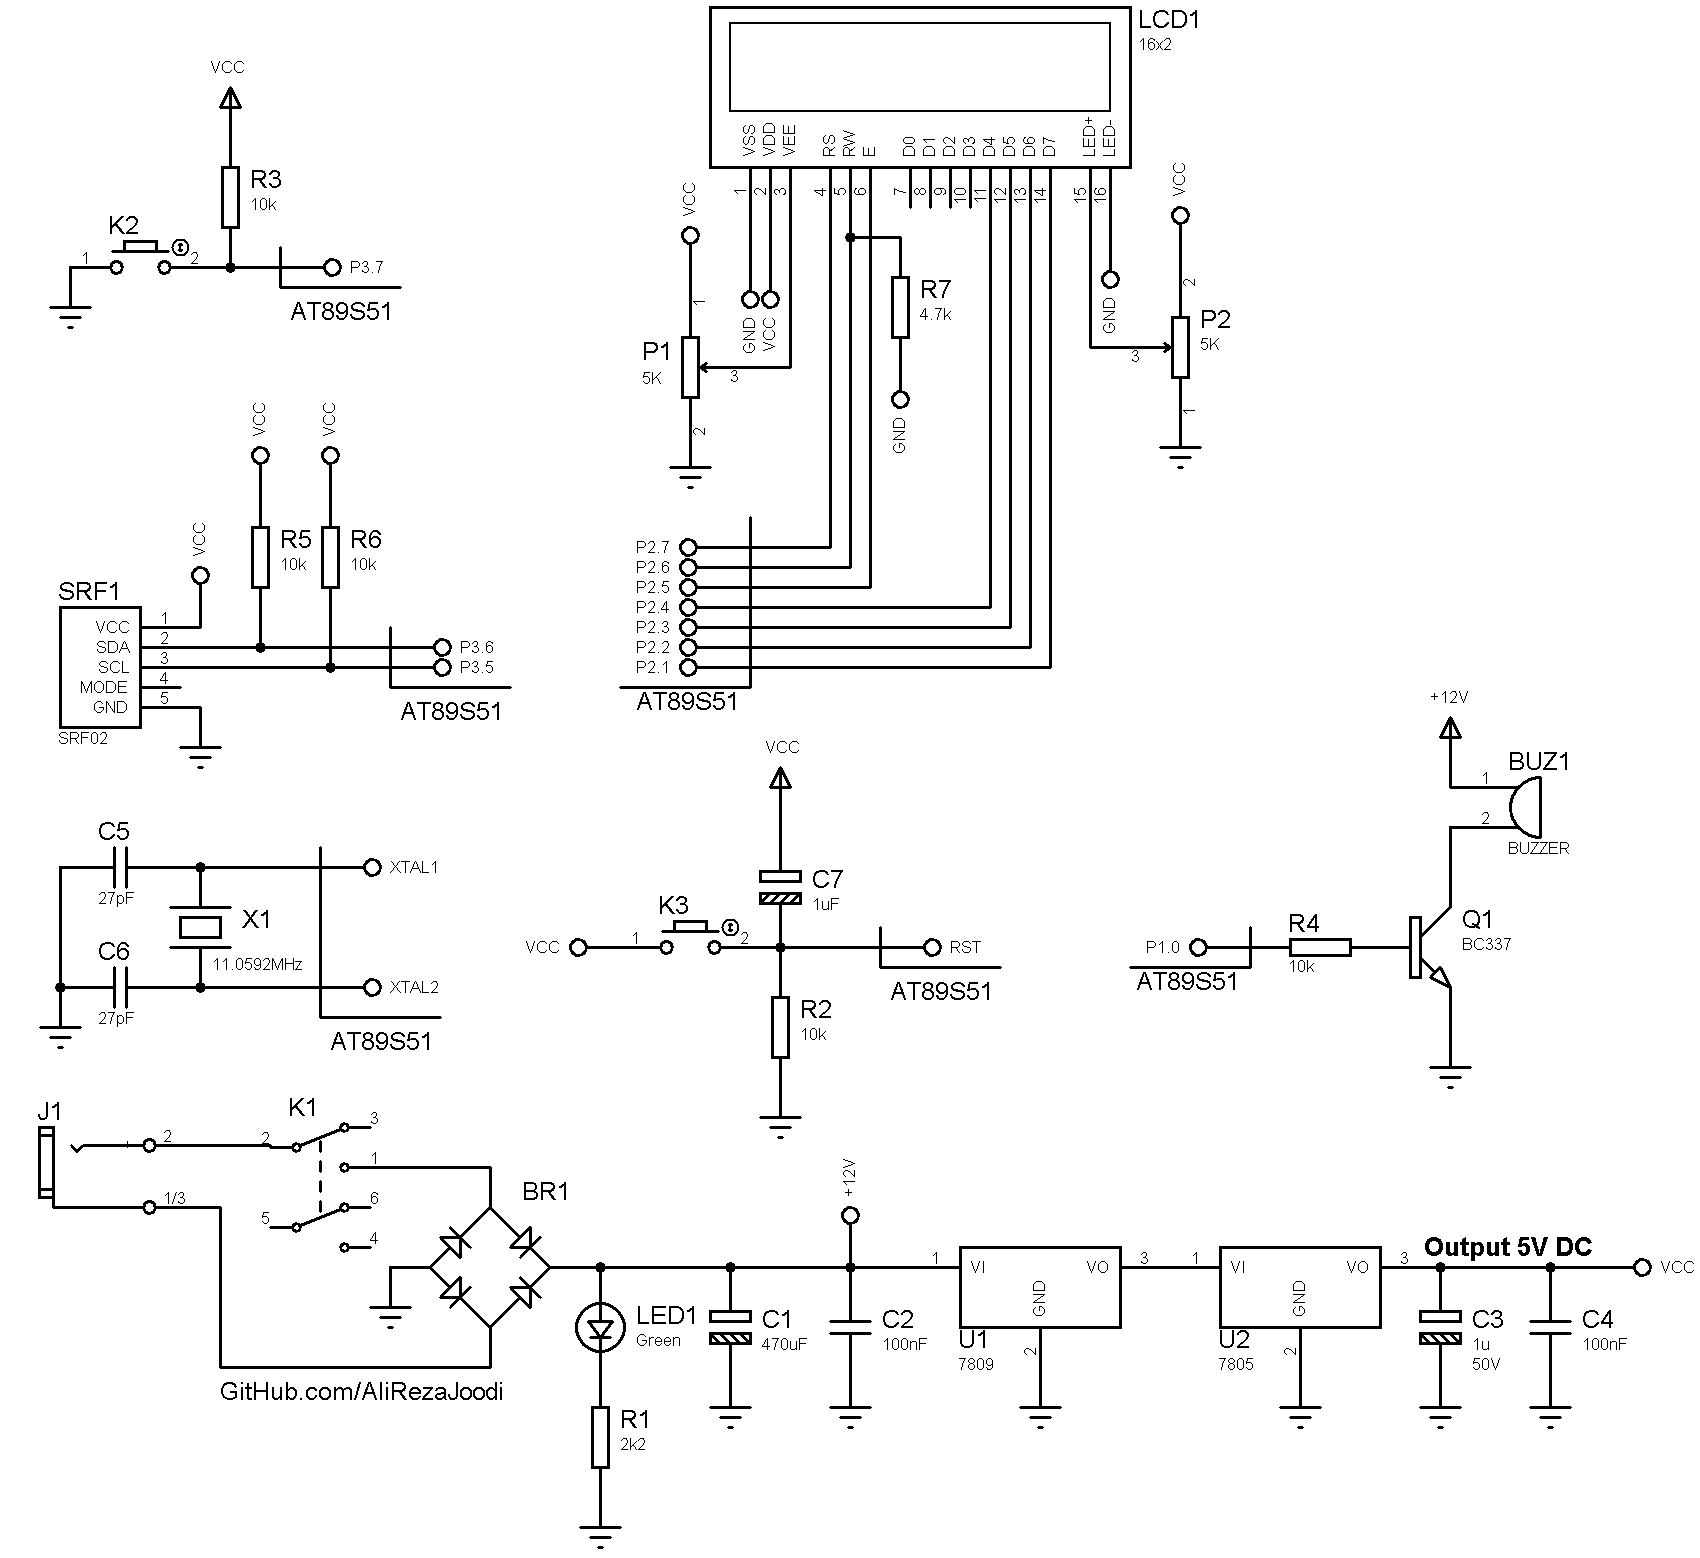 VCC
R3
10k
K2
1
2
P3.7
AT89S51
LCD1
16x2
VSS
VDD
VEE
RS
RW
E
D0
D1
D2
D3
D4
D5
D6
D7
LED+
LED-
1
2
3
4
5
6
7
8
9
10
11
12
13
14
15
16
VCC
1
P1
5K
3
2
GND
VCC
R7
4.7k
GND
GND
VCC
2
P2
5K
3
1
P2.7
P2.6
P2.5
P2.4
P2.3
P2.2
P2.1
AT89S51
VCC
VCC
VCC
R5
10k
R6
10k
SRF1
VCC
1
SDA
2
SCL
3
MODE
4
GND
5
SRF02
P3.6
P3.5
AT89S51
C5
27pF
XTAL1
X1
11.0592MHz
C6
27pF
XTAL2
AT89S51
VCC
C7
1uF
K3
VCC
1
2
RST
AT89S51
R2
10k
+12V
BUZ1
1
2
BUZZER
R4
10k
P1.0
AT89S51
Q1
BC337
J1
2
1/3
K1
2
3
1
6
5
4
BR1
GitHub.com/AliRezaJoodi
LED1
Green
R1
2k2
C1
470uF
+12V
C2
100nF
1
VI
VO
3
GND
2
U1
7809
1
VI
VO
3
GND
2
U2
7805
Output 5V DC
VCC
C3
1u
50V
C4
100nF